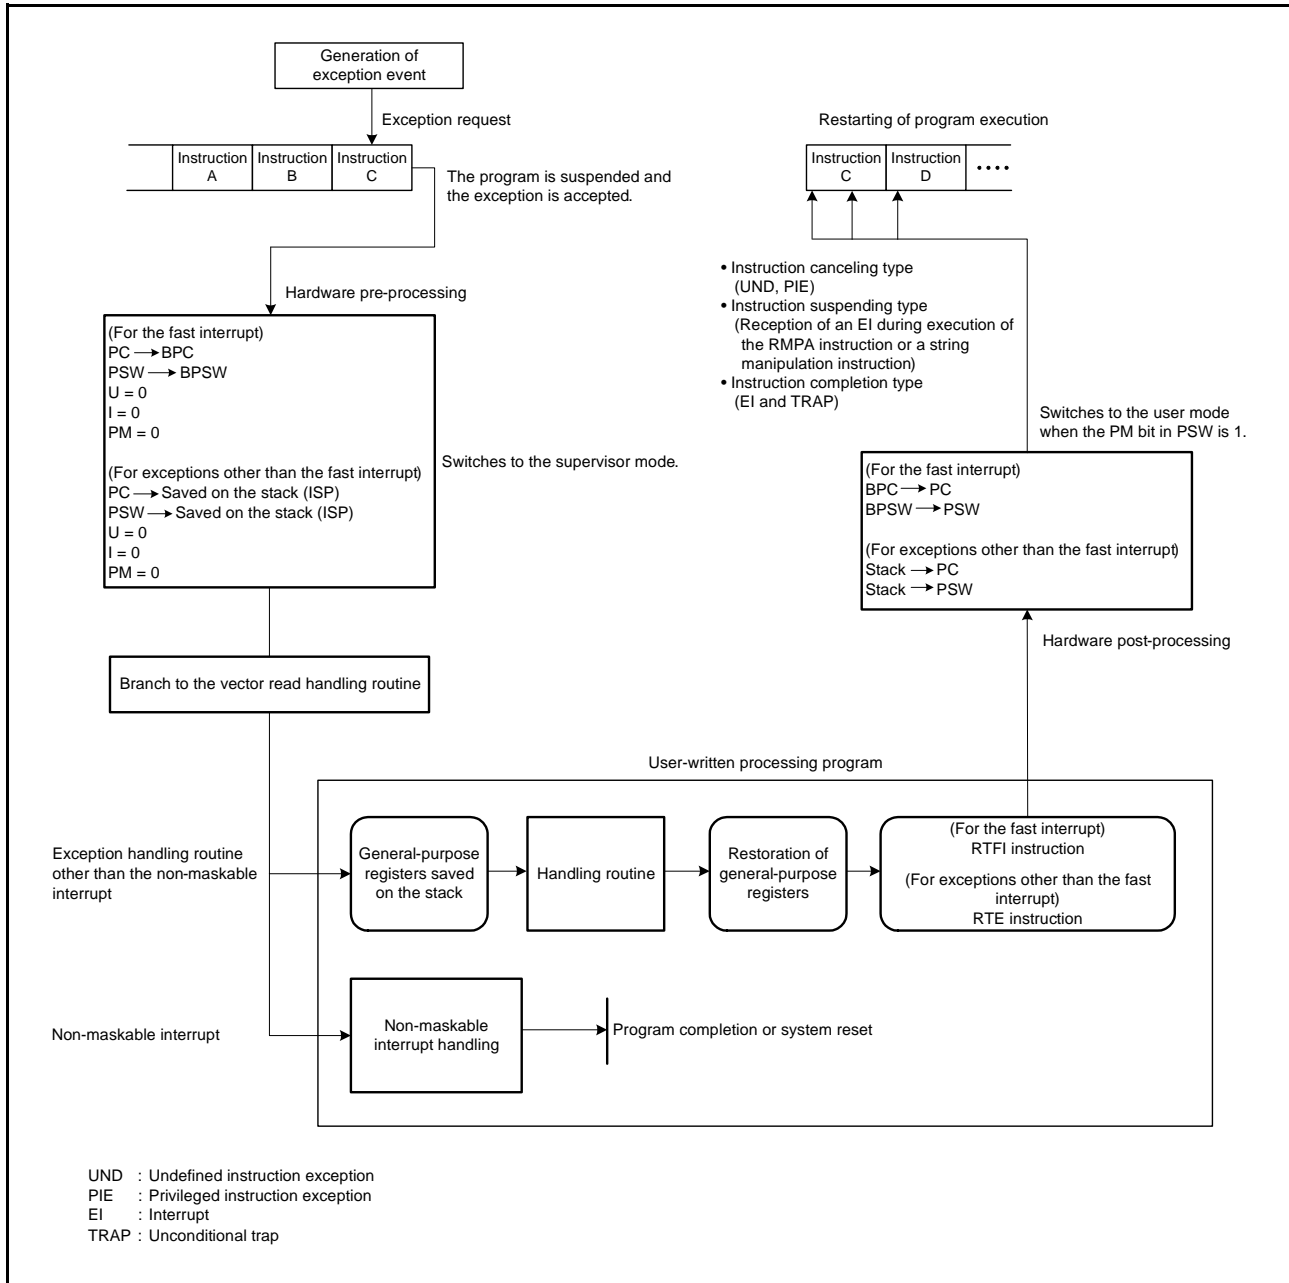 Generation of
exception event
Exception request
Instruction
A
Instruction
B
Instruction
C
The program is suspended and
the exception is accepted.
Hardware pre-processing
(For the fast interrupt)
PC → BPC
PSW → BPSW
U = 0
I = 0
PM = 0
(For exceptions other than the fast interrupt)
PC → Saved on the stack (ISP)
PSW → Saved on the stack (ISP)
U = 0
I = 0
PM = 0
Switches to the supervisor mode.
Branch to the vector read handling routine
Restarting of program execution
Instruction
C
Instruction
D
....
• Instruction canceling type
(UND, PIE)
• Instruction suspending type
(Reception of an EI during execution of
the RMPA instruction or a string
manipulation instruction)
• Instruction completion type
(EI and TRAP)
Switches to the user mode
when the PM bit in PSW is 1.
(For the fast interrupt)
BPC → PC
BPSW → PSW
(For exceptions other than the fast interrupt)
Stack → PC
Stack → PSW
Hardware post-processing
User-written processing program
Exception handling routine
other than the non-maskable
interrupt
General-purpose
registers saved
on the stack
Handling routine
Restoration of
general-purpose
registers
(For the fast interrupt)
RTFI instruction
(For exceptions other than the fast
interrupt)
RTE instruction
Non-maskable interrupt
Non-maskable
interrupt handling
Program completion or system reset
UND : Undefined instruction exception
PIE : Privileged instruction exception
EI : Interrupt
TRAP : Unconditional trap